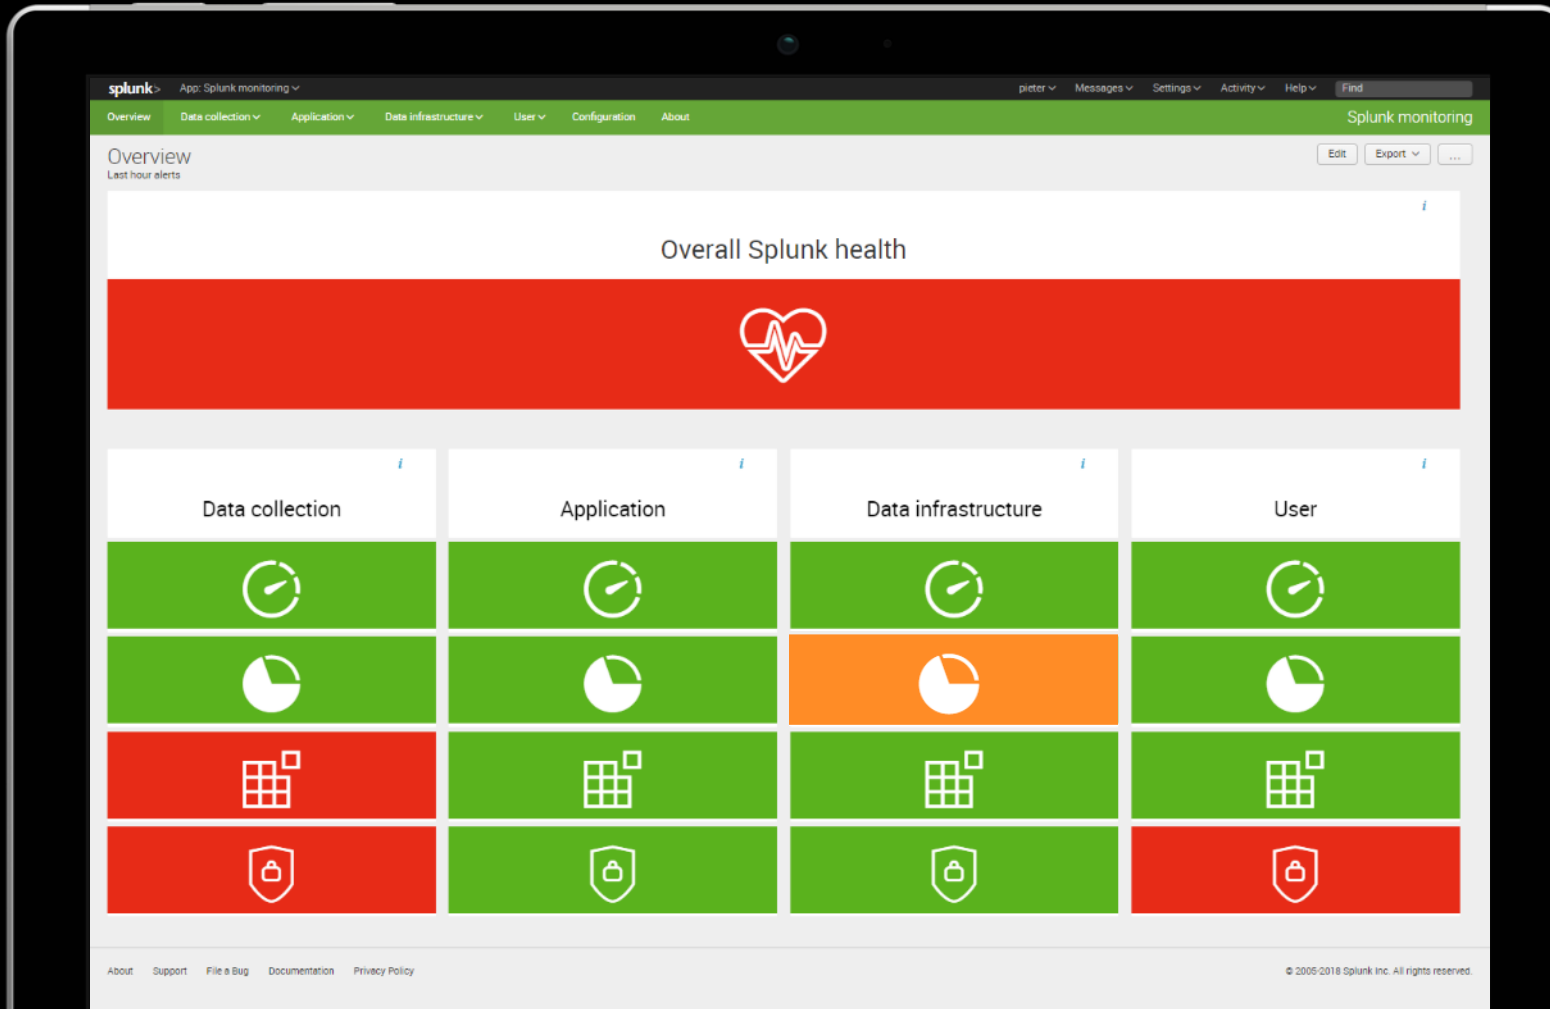 splunk> App: Splunk monitoring pieter Messages Settings Activity Help Find
Overview Data collection Application Data infrastructure User Configuration About Splunk monitoring
Overview Edit Export ...
Last hour alerts
i
Overall Splunk health
i i i i
Data collection Application Data infrastructure User
About Support File a Bug Documentation Privacy Policy © 2005-2018 Splunk Inc. All rights reserved.